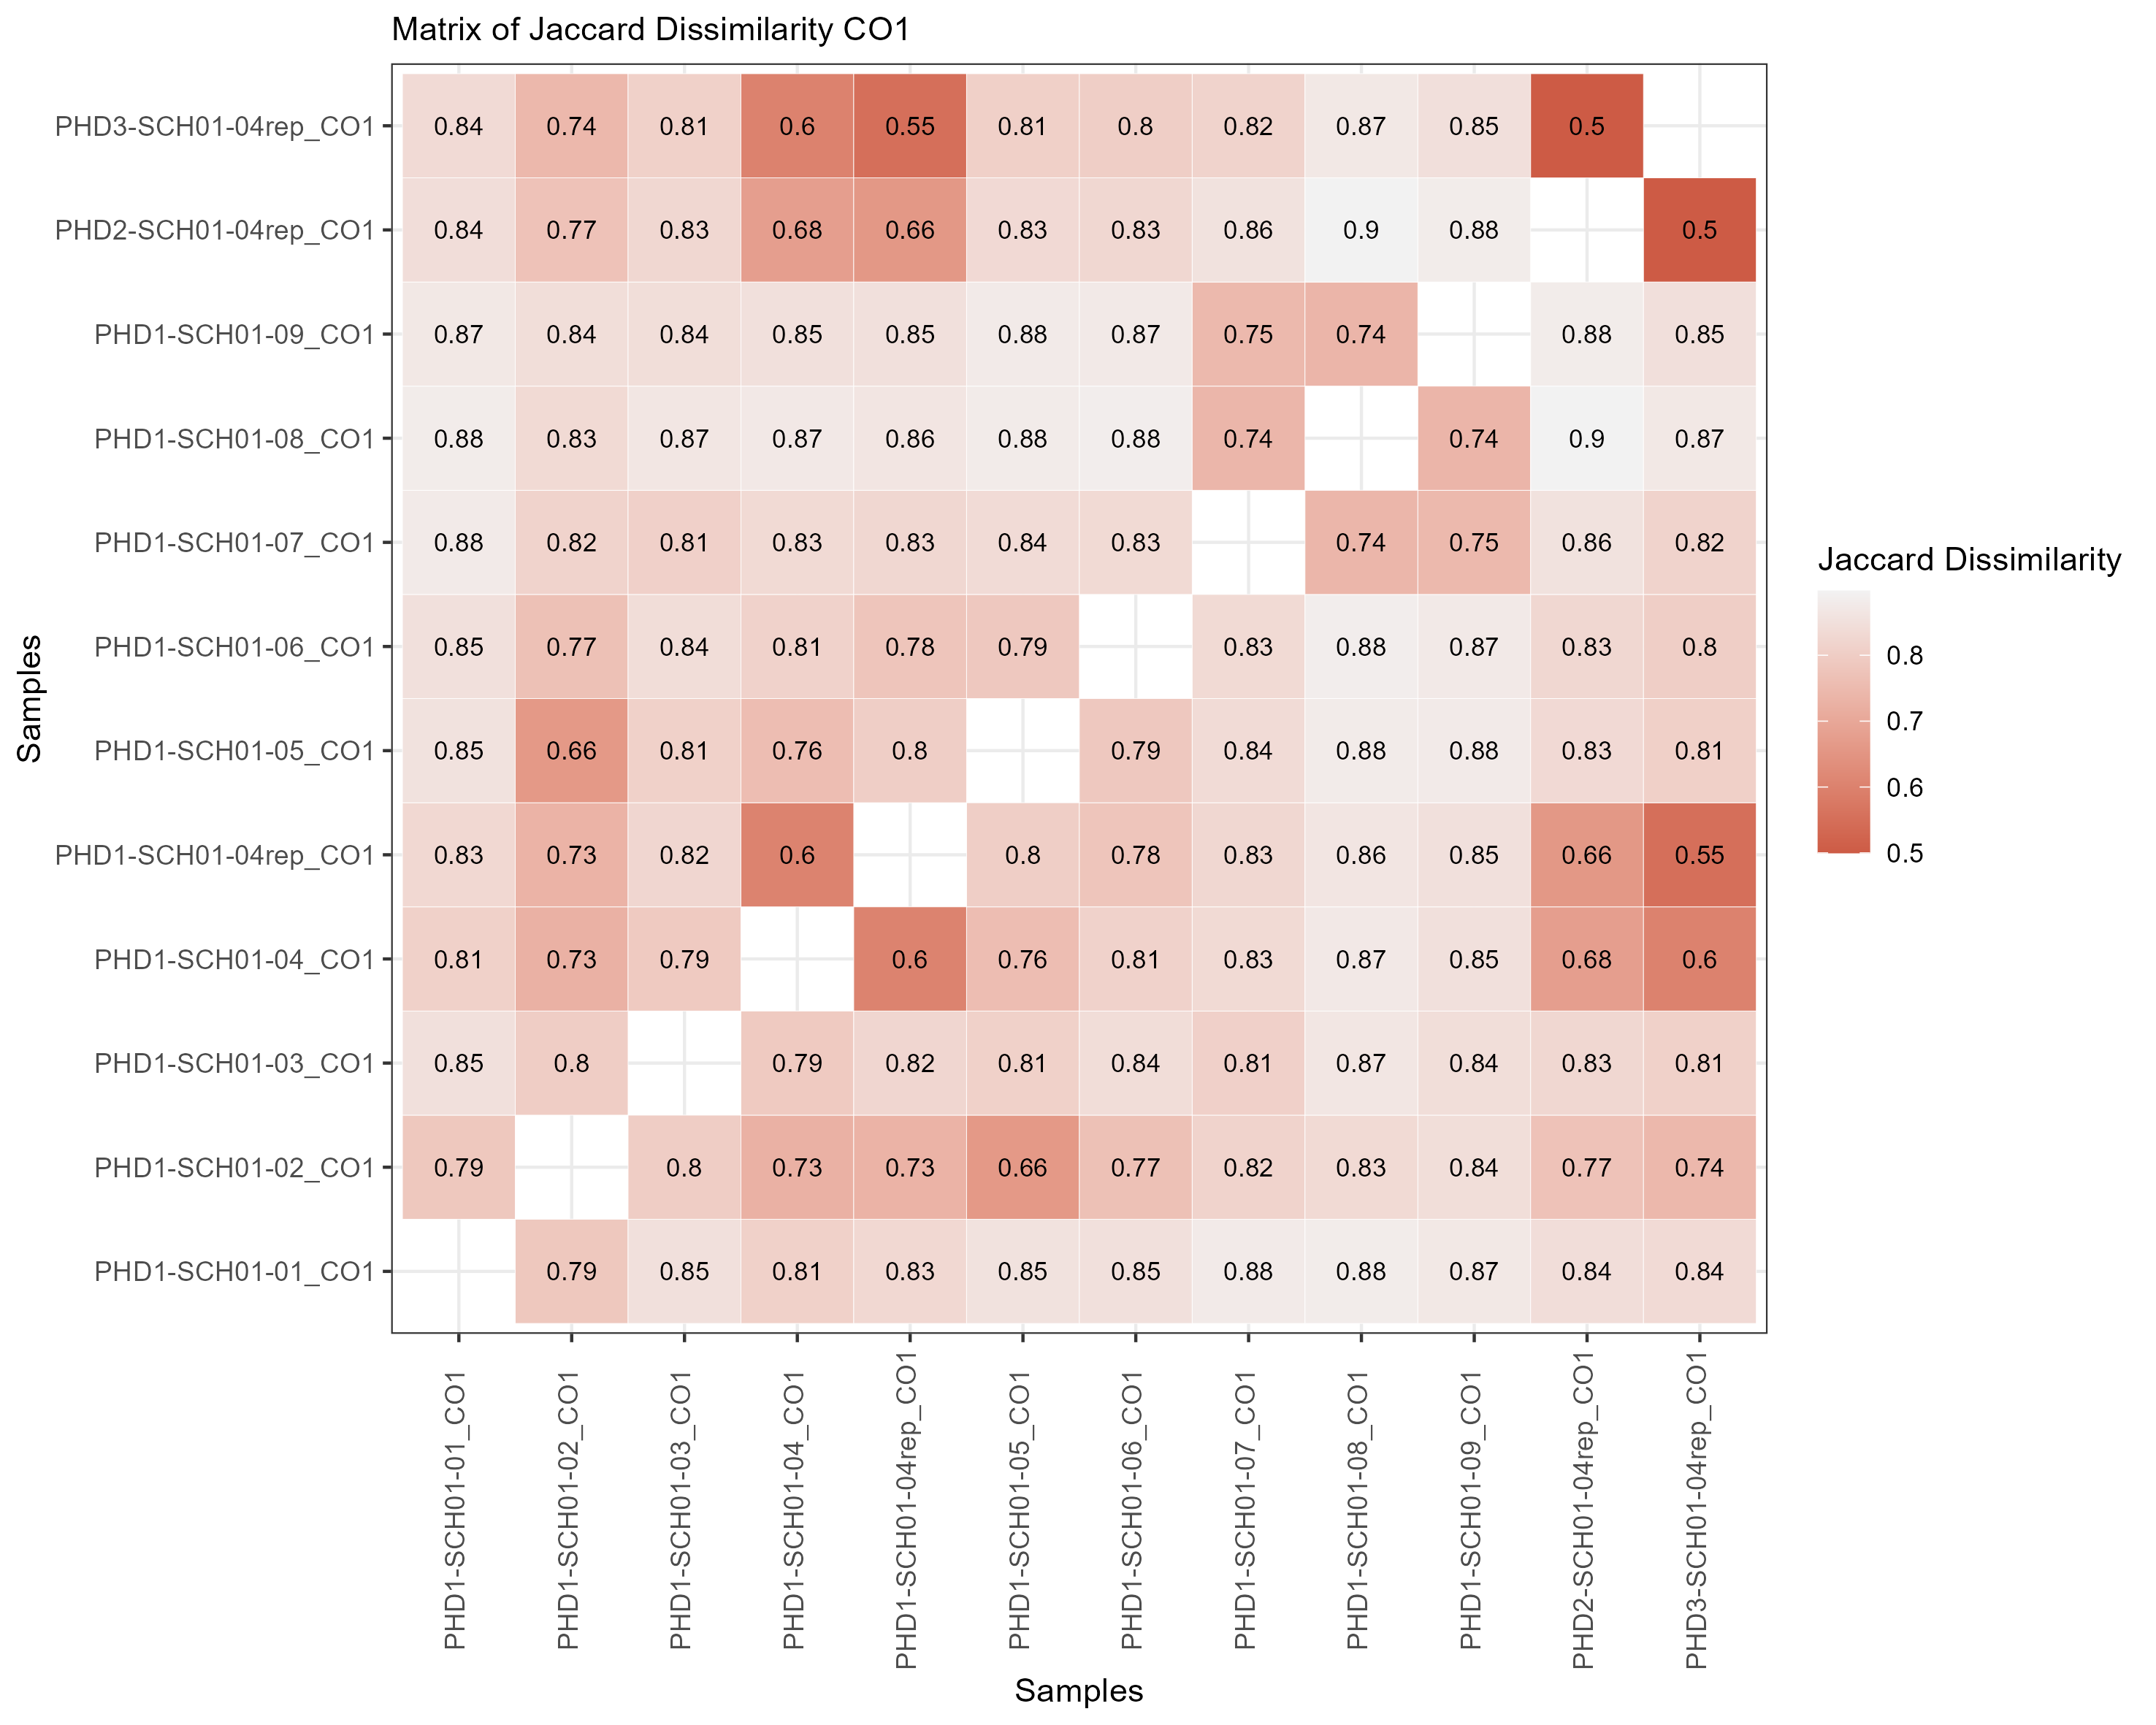 Matrix of Jaccard Dissimilarity CO1
PHD3-SCH01-04rep_CO1 0.84 0.74 0.81 0.6 0.55 0.81 0.8 0.82 0.87 0.85 0.5
PHD2-SCH01-04rep_CO1 0.84 0.77 0.83 0.68 0.66 0.83 0.83 0.86 0.9 0.88 0.5
PHD1-SCH01-09_CO1 0.87 0.84 0.84 0.85 0.85 0.88 0.87 0.75 0.74 0.88 0.85
PHD1-SCH01-08_CO1 0.88 0.83 0.87 0.87 0.86 0.88 0.88 0.74 0.74 0.9 0.87
PHD1-SCH01-07_CO1 0.88 0.82 0.81 0.83 0.83 0.84 0.83 0.74 0.75 0.86 0.82
PHD1-SCH01-06_CO1 0.85 0.77 0.84 0.81 0.78 0.79 0.83 0.88 0.87 0.83 0.8
PHD1-SCH01-05_CO1 0.85 0.66 0.81 0.76 0.8 0.79 0.84 0.88 0.88 0.83 0.81
PHD1-SCH01-04rep_CO1 0.83 0.73 0.82 0.6 0.8 0.78 0.83 0.86 0.85 0.66 0.55
PHD1-SCH01-04_CO1 0.81 0.73 0.79 0.6 0.76 0.81 0.83 0.87 0.85 0.68 0.6
PHD1-SCH01-03_CO1 0.85 0.8 0.79 0.82 0.81 0.84 0.81 0.87 0.84 0.83 0.81
PHD1-SCH01-02_CO1 0.79 0.8 0.73 0.73 0.66 0.77 0.82 0.83 0.84 0.77 0.74
PHD1-SCH01-01_CO1 0.79 0.85 0.81 0.83 0.85 0.85 0.88 0.88 0.87 0.84 0.84
Samples
PHD1-SCH01-01_CO1
PHD1-SCH01-02_CO1
PHD1-SCH01-03_CO1
PHD1-SCH01-04_CO1
PHD1-SCH01-04rep_CO1
PHD1-SCH01-05_CO1
PHD1-SCH01-06_CO1
PHD1-SCH01-07_CO1
PHD1-SCH01-08_CO1
PHD1-SCH01-09_CO1
PHD2-SCH01-04rep_CO1
PHD3-SCH01-04rep_CO1
Samples
Jaccard Dissimilarity
0.8
0.7
0.6
0.5